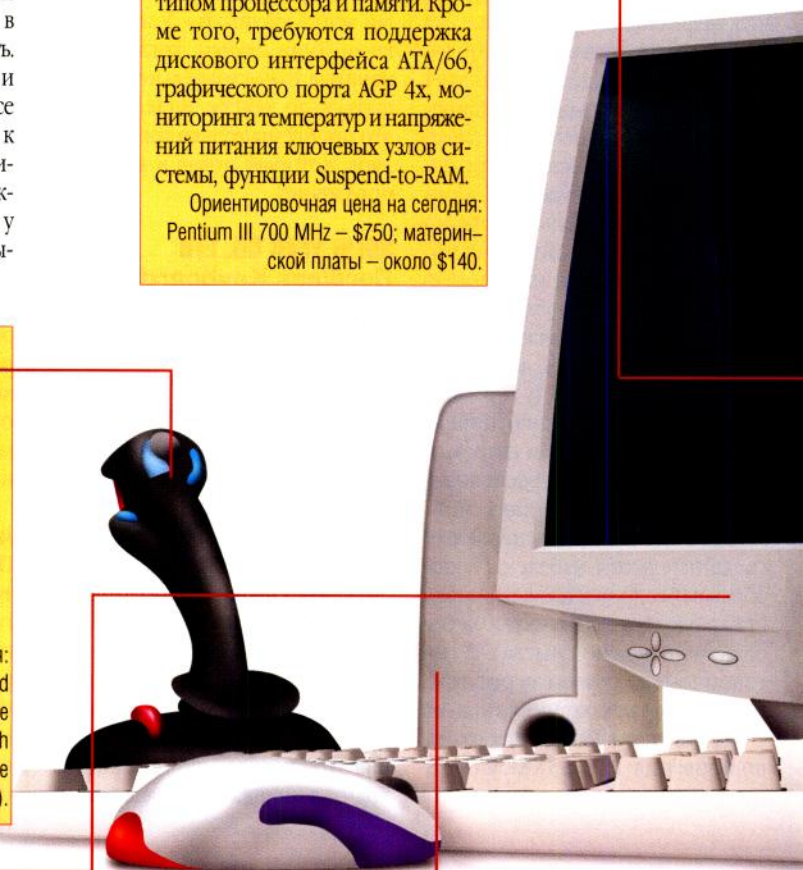 в
ъ.
и
се
к
и-
к-
у
ы-
типом процессора и памяти. Кро-
ме того, требуются поддержка
дискового интерфейса ATA/66,
графического порта AGP 4x, мо-
ниторинга температур и напряже-
ний питания ключевых узлов си-
стемы, функции Suspend-to-RAM.
Ориентировочная цена на сегодня:
Pentium III 700 MHz – $750; материн-
ской платы – около $140.
я:
d
e
h
e
).